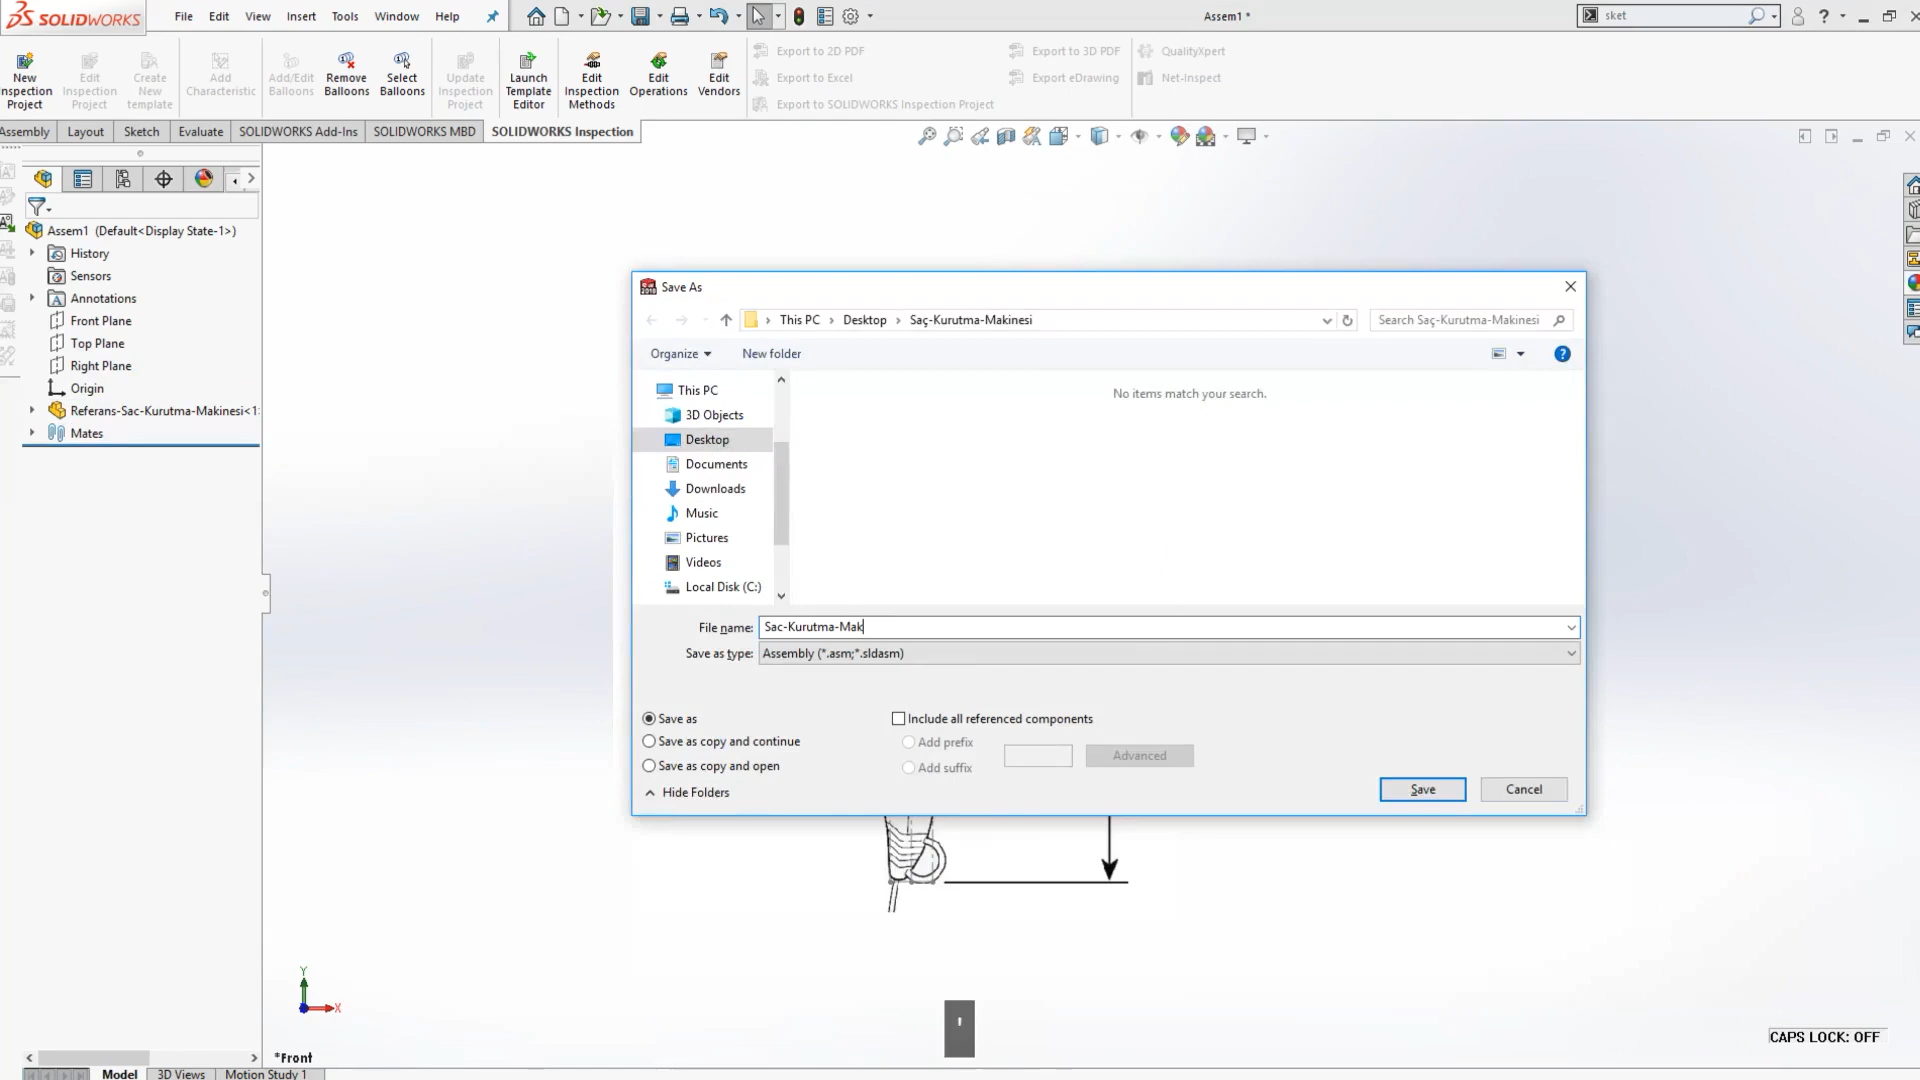 SOLIDWORKS File Edit View Insert Tools Window Help Assem1 * sket
New Inspection Project
Edit Inspection Project
Create New template
Add Characteristic
Add/Edit Balloons
Remove Balloons
Select Balloons
Update Inspection Project
Launch Template Editor
Edit Inspection Methods
Edit Operations
Edit Vendors
Export to 2D PDF
Export to Excel
Export to SOLIDWORKS Inspection Project
Export to 3D PDF
Export eDrawing
QualityXpert
Net-Inspect
Assembly Layout Sketch Evaluate SOLIDWORKS Add-Ins SOLIDWORKS MBD SOLIDWORKS Inspection
Assem1 (Default<Display State-1>)
History
Sensors
Annotations
Front Plane
Top Plane
Right Plane
Origin
Referans-Sac-Kurutma-Makinesi<1>
Mates
Save As
This PC › Desktop › Saç-Kurutma-Makinesi
Search Saç-Kurutma-Makinesi
Organize New folder
This PC
3D Objects
Desktop
Documents
Downloads
Music
Pictures
Videos
Local Disk (C:)
No items match your search.
File name: Sac-Kurutma-Mak
Save as type: Assembly (*.asm;*.sldasm)
Save as
Save as copy and continue
Save as copy and open
Include all referenced components
Add prefix
Add suffix
Advanced
Hide Folders
Save Cancel
Y
X
'
CAPS LOCK: OFF
*Front
Model 3D Views Motion Study 1